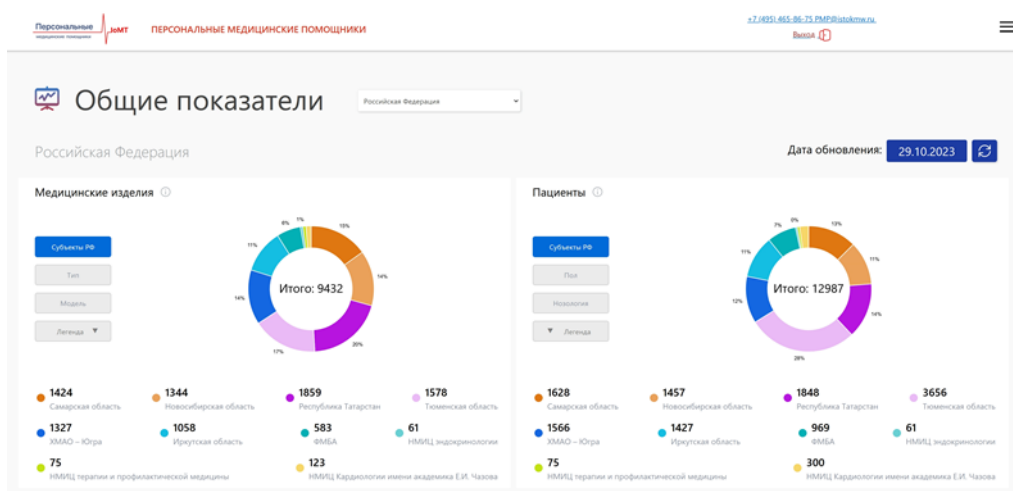 Персональные
медицинские помощники
IoMT
ПЕРСОНАЛЬНЫЕ МЕДИЦИНСКИЕ ПОМОЩНИКИ
+7 (495) 465-86-75 PMP@istokmw.ru
Выход
Общие показатели
Российская Федерация
Российская Федерация
Дата обновления: 29.10.2023
Медицинские изделия
Субъекты РФ
Тип
Модель
Легенда
6% 1% 15%
11%
14%
14%
Итого: 9432
20%
17%
1424 1344 1859 1578
Самарская область Новосибирская область Республика Татарстан Тюменская область
1327 1058 583 61
ХМАО – Югра Иркутская область ФМБА НМИЦ эндокринологии
75 123
НМИЦ терапии и профилактической медицины НМИЦ Кардиологии имени академика Е.И. Чазова
Пациенты
Субъекты РФ
Пол
Нозология
Легенда
7% 0% 13%
11%
11%
12%
Итого: 12987
14%
28%
1628 1457 1848 3656
Самарская область Новосибирская область Республика Татарстан Тюменская область
1566 1427 969 61
ХМАО – Югра Иркутская область ФМБА НМИЦ эндокринологии
75 300
НМИЦ терапии и профилактической медицины НМИЦ Кардиологии имени академика Е.И. Чазова